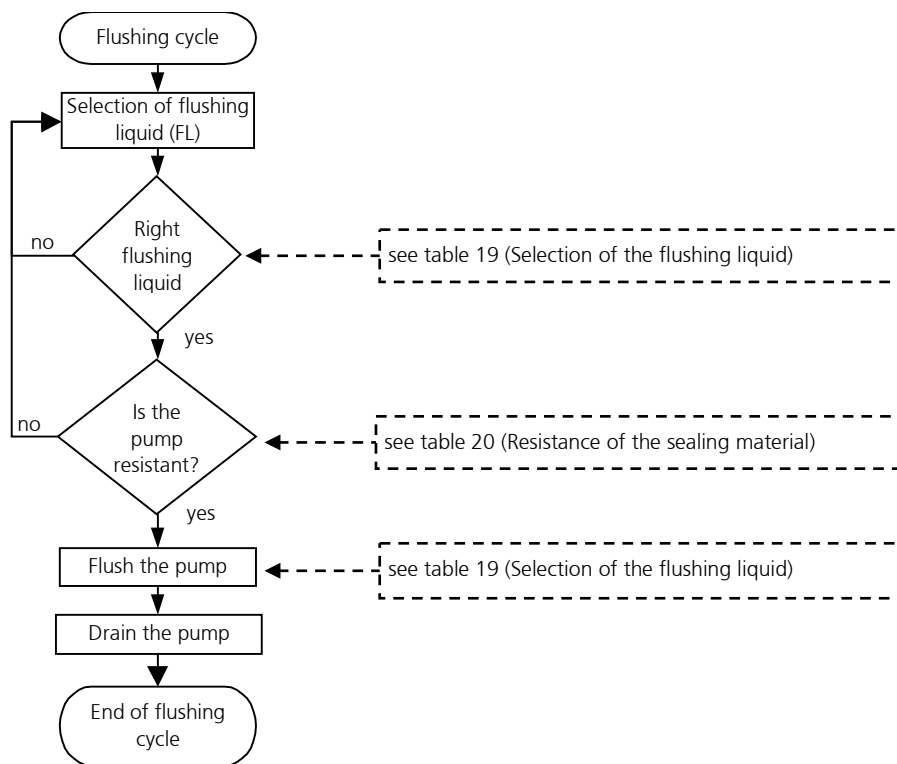 Flushing cycle
Selection of flushing
liquid (FL)
Right
flushing
liquid
no
see table 19 (Selection of the flushing liquid)
yes
Is the
pump
resistant?
no
see table 20 (Resistance of the sealing material)
yes
Flush the pump
see table 19 (Selection of the flushing liquid)
Drain the pump
End of flushing
cycle